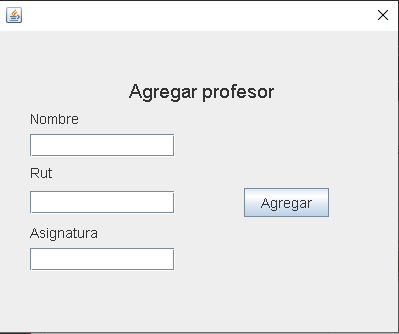 Agregar profesor
Nombre
Rut
Agregar
Asignatura